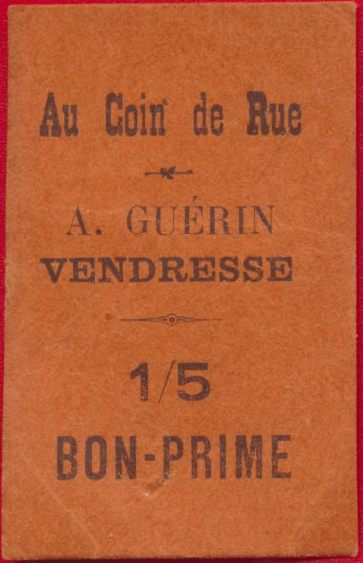 Au Coin de Rue
A. GUÉRIN
VENDRESSE
1/5
BON-PRIME